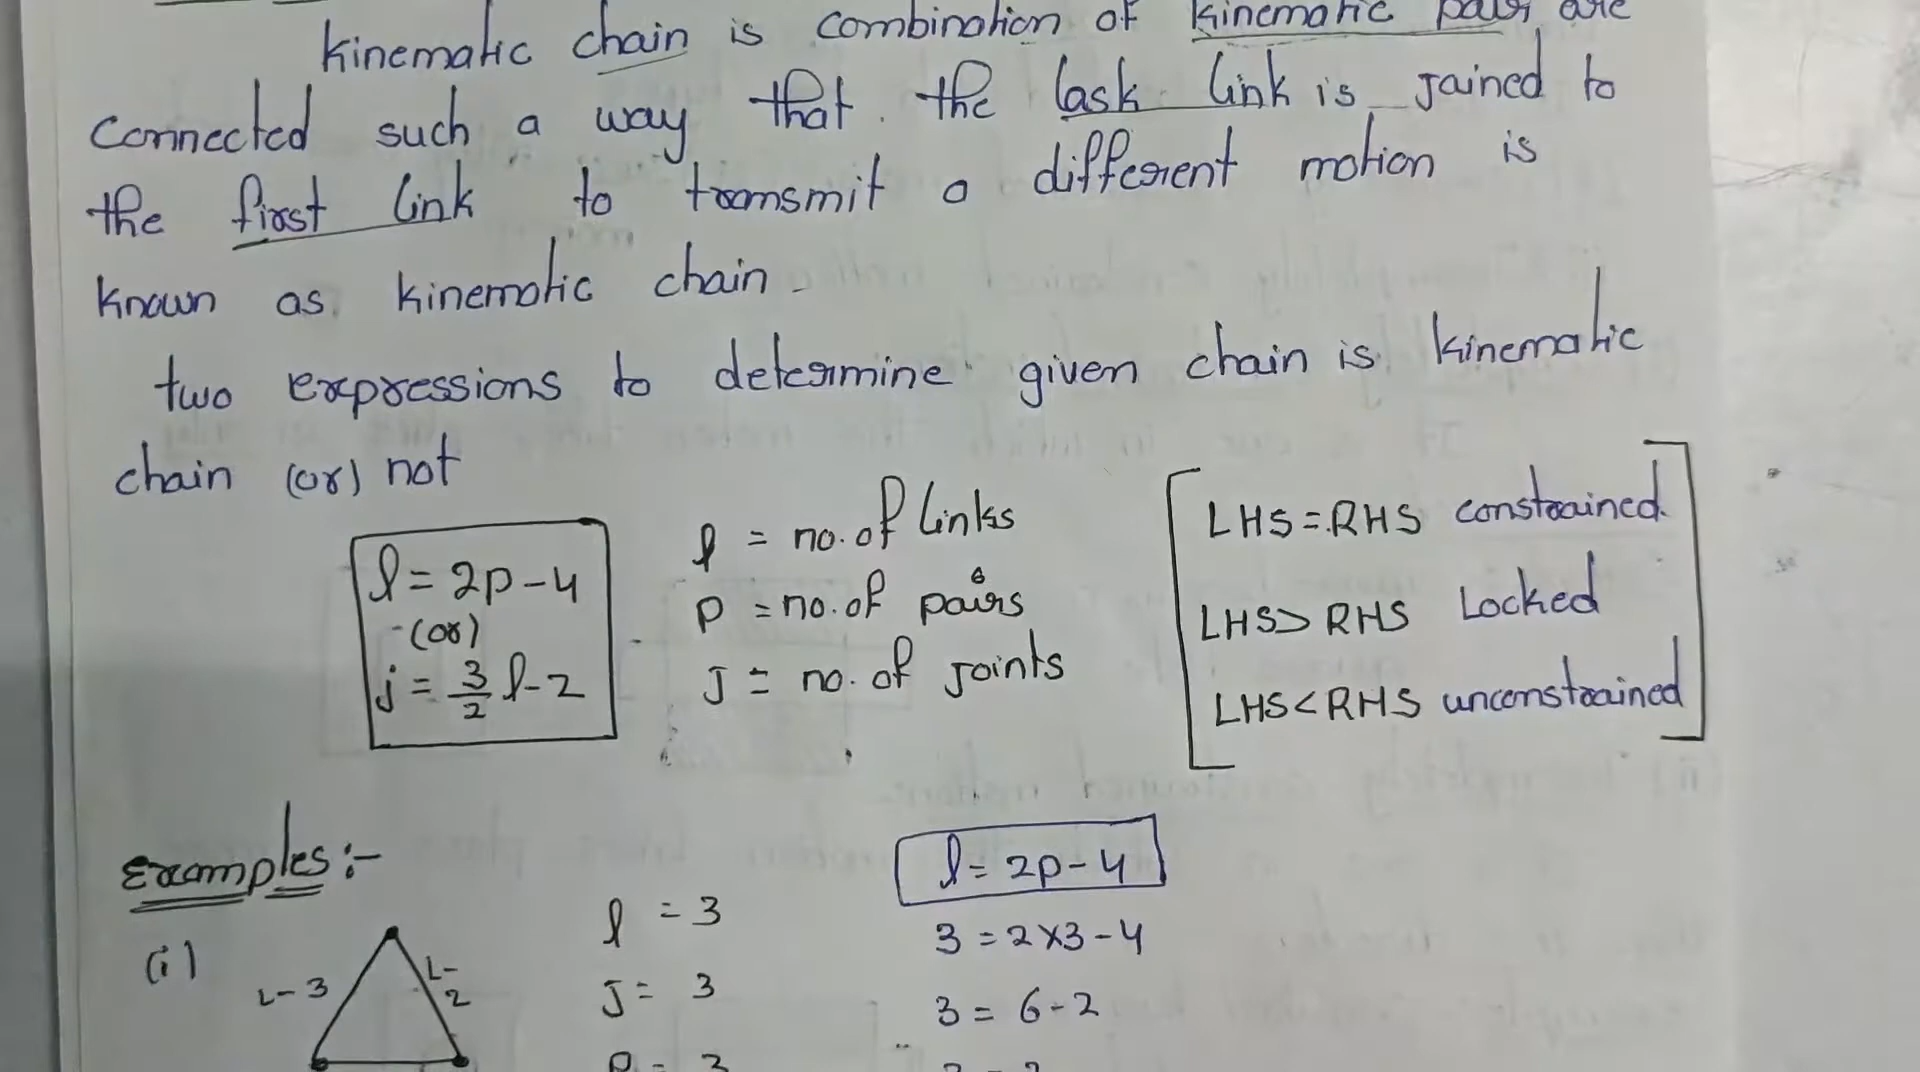 kinematic chain is combination of kinematic pairs are
connected such a way that the lask link is joined to
the first link to transmit a different motion is
known as kinematic chain.
two expressions to determine given chain is kinematic
chain (or) not
l = 2p-4
(or)
j = 3/2 l-2
l = no. of links
p = no. of pairs
J = no. of joints
LHS = RHS constrained.
LHS > RHS Locked
LHS < RHS unconstrained
Examples:-
(i)
L-3
L-2
l = 3
J = 3
P = 3
l = 2p-4
3 = 2x3-4
3 = 6-2